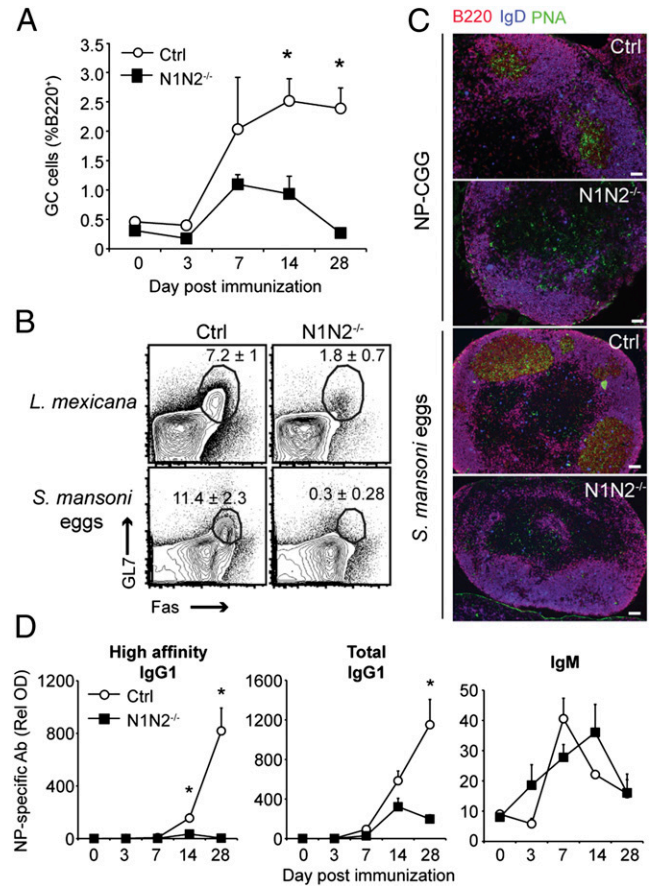 A
Ctrl
N1N2-/-
*
*
GC cells (%B220+)
3.5
3.0
2.5
2.0
1.5
1.0
0.5
0
0
3
7
14
28
Day post immunization
B
Ctrl
N1N2-/-
L. mexicana
7.2 ± 1
1.8 ± 0.7
S. mansoni
eggs
11.4 ± 2.3
0.3 ± 0.28
GL7
Fas
C
B220 IgD PNA
NP-CGG
Ctrl
N1N2-/-
S. mansoni eggs
Ctrl
N1N2-/-
D
High affinity
IgG1
Ctrl
N1N2-/-
*
*
NP-specific Ab (Rel OD)
1200
800
400
0
0 3 7 14 28
Total
IgG1
*
1600
1200
800
400
0
0 3 7 14 28
Day post immunization
IgM
50
40
30
20
10
0
0 3 7 14 28